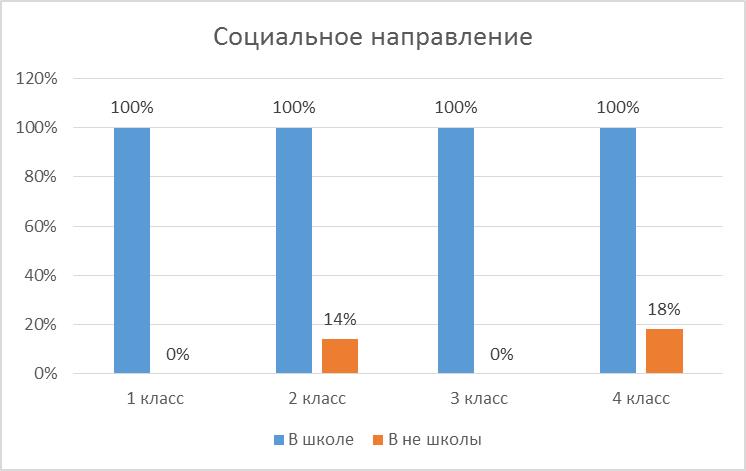 Социальное направление
120%
100%
80%
60%
40%
20%
0%
100%
0%
100%
14%
100%
0%
100%
18%
1 класс
2 класс
3 класс
4 класс
В школе
В не школы